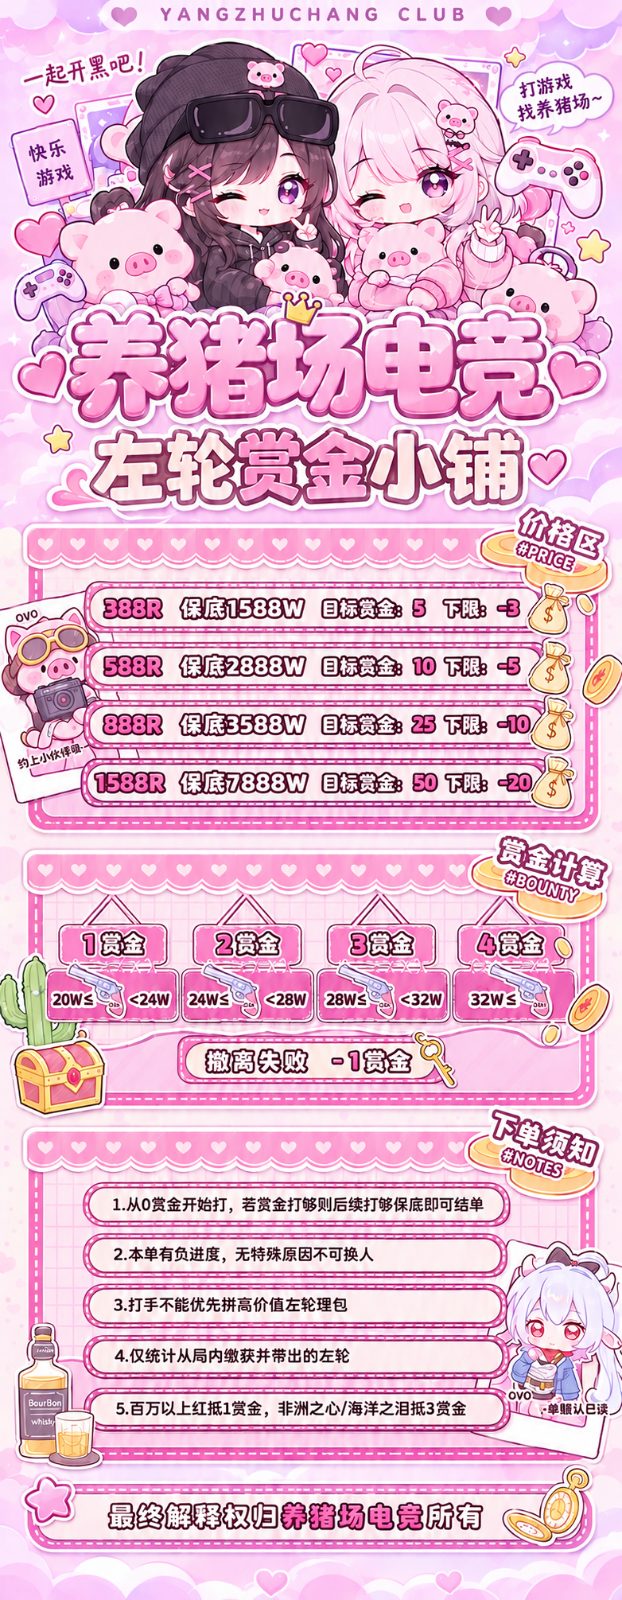 YANGZHUCHANG CLUB
一起开黑吧！
打游戏
找养猪场~
快乐
游戏
养猪场电竞
左轮赏金小铺
价格区
#PRICE
OVO
约上小伙伴唱~
388R 保底1588W 目标赏金：5 下限：-3
588R 保底2888W 目标赏金：10 下限：-5
888R 保底3588W 目标赏金：25 下限：-10
1588R 保底7888W 目标赏金：50 下限：-20
赏金计算
#BOUNTY
1赏金 2赏金 3赏金 4赏金
20W≤ <24W 24W≤ <28W 28W≤ <32W 32W≤
撤离失败 -1赏金
下单须知
#NOTES
1.从0赏金开始打，若赏金打够则后续打够保底即可结单
2.本单有负进度，无特殊原因不可换人
3.打手不能优先拼高价值左轮理包
4.仅统计从局内缴获并带出的左轮
5.百万以上红抵1赏金，非洲之心/海洋之泪抵3赏金
OVO
·单眼认已读
BourBon
whisky
最终解释权归养猪场电竞所有